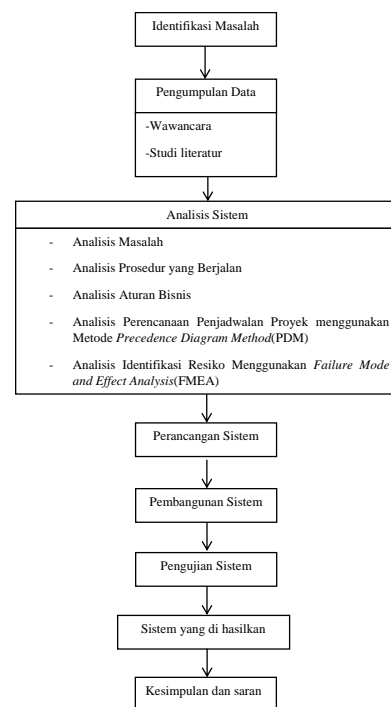 Identifikasi Masalah
Pengumpulan Data
-Wawancara
-Studi literatur
Analisis Sistem
- Analisis Masalah
- Analisis Prosedur yang Berjalan
- Analisis Aturan Bisnis
- Analisis Perencanaan Penjadwalan Proyek menggunakan
Metode Precedence Diagram Method(PDM)
- Analisis Identifikasi Resiko Menggunakan Failure Mode
and Effect Analysis(FMEA)
Perancangan Sistem
Pembangunan Sistem
Pengujian Sistem
Sistem yang di hasilkan
Kesimpulan dan saran